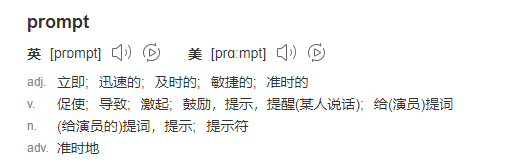 prompt
英 [prɒmpt] 美 [prɑːmpt]
adj. 立即；迅速的；及时的；敏捷的；准时的
v. 促使；导致；激起；鼓励，提示，提醒(某人说话)；给(演员)提词
n. (给演员的)提词，提示；提示符
adv. 准时地